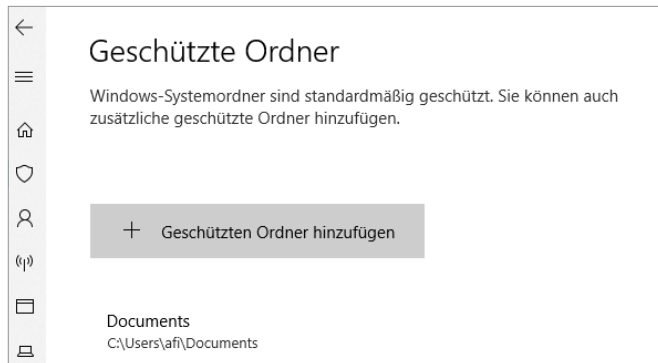 Geschützte Ordner
Windows-Systemordner sind standardmäßig geschützt. Sie können auch
zusätzliche geschützte Ordner hinzufügen.
Geschützten Ordner hinzufügen
Documents
C:\Users\afi\Documents